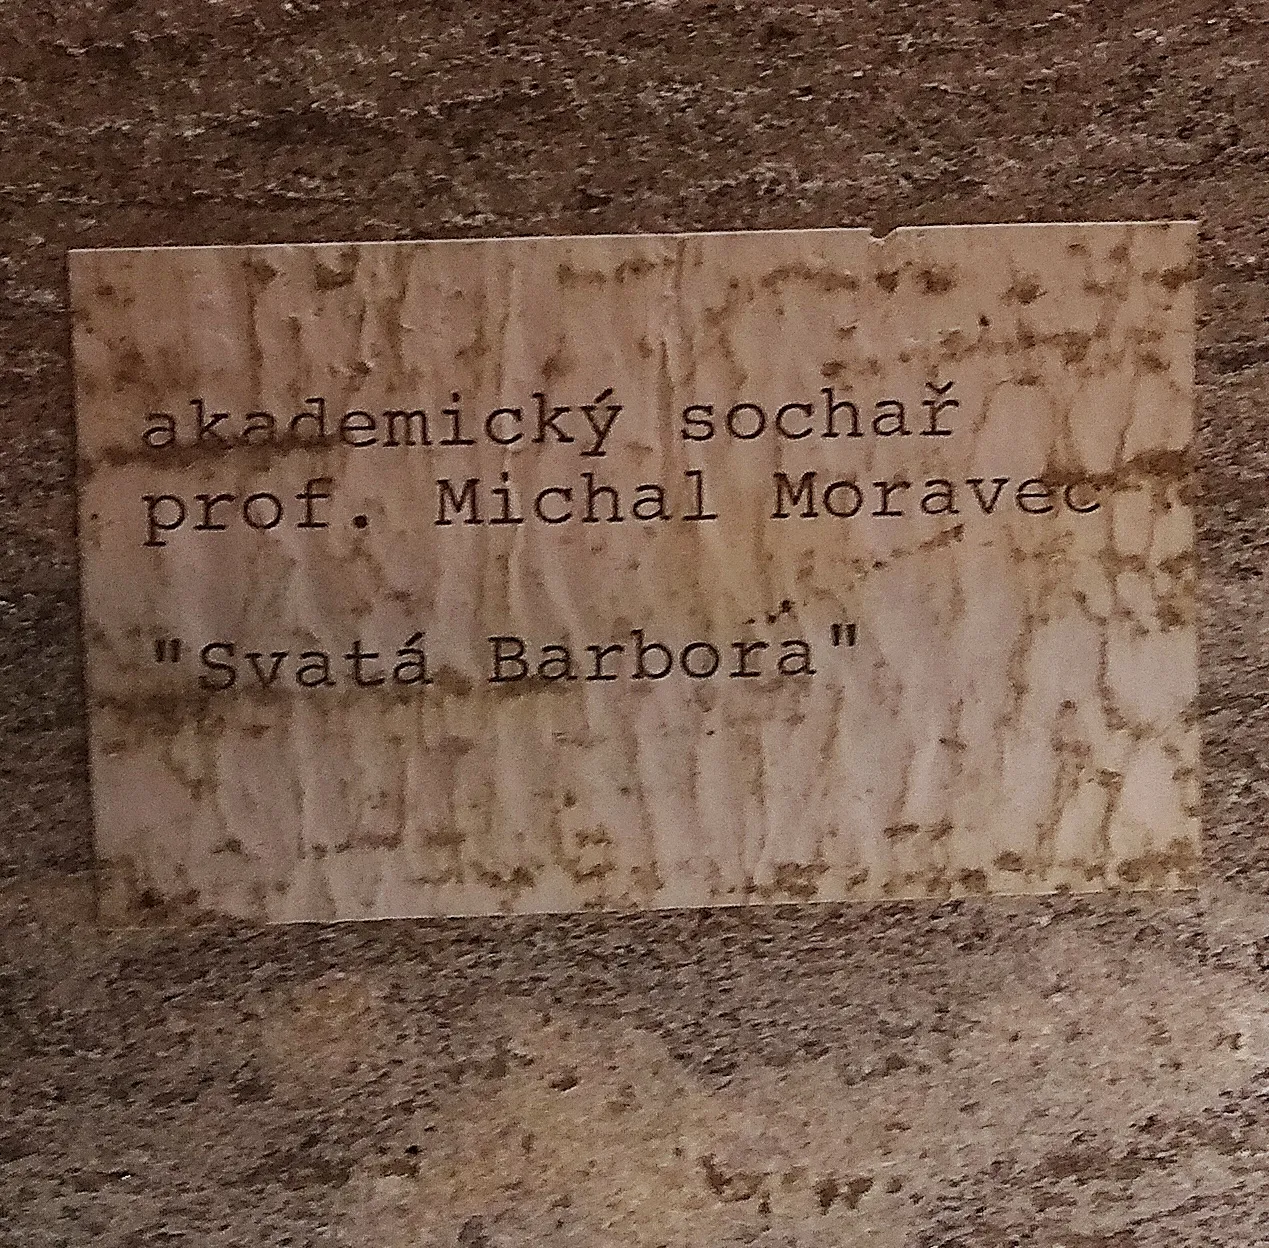 akademický sochař
prof. Michal Moravec
"Svatá Barbora"